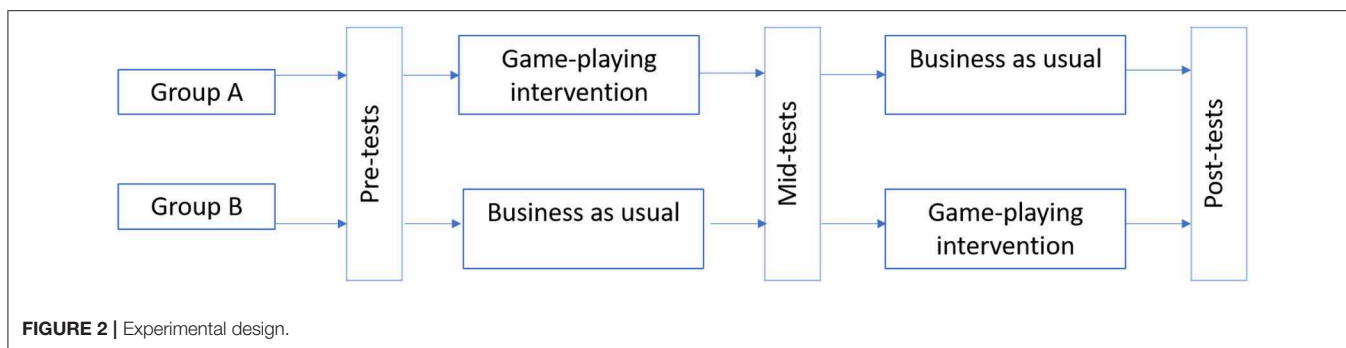 Group A
Pre-tests
Game-playing
intervention
Mid-tests
Business as usual
Post-tests
Group B
Business as usual
Game-playing
intervention
FIGURE 2 | Experimental design.